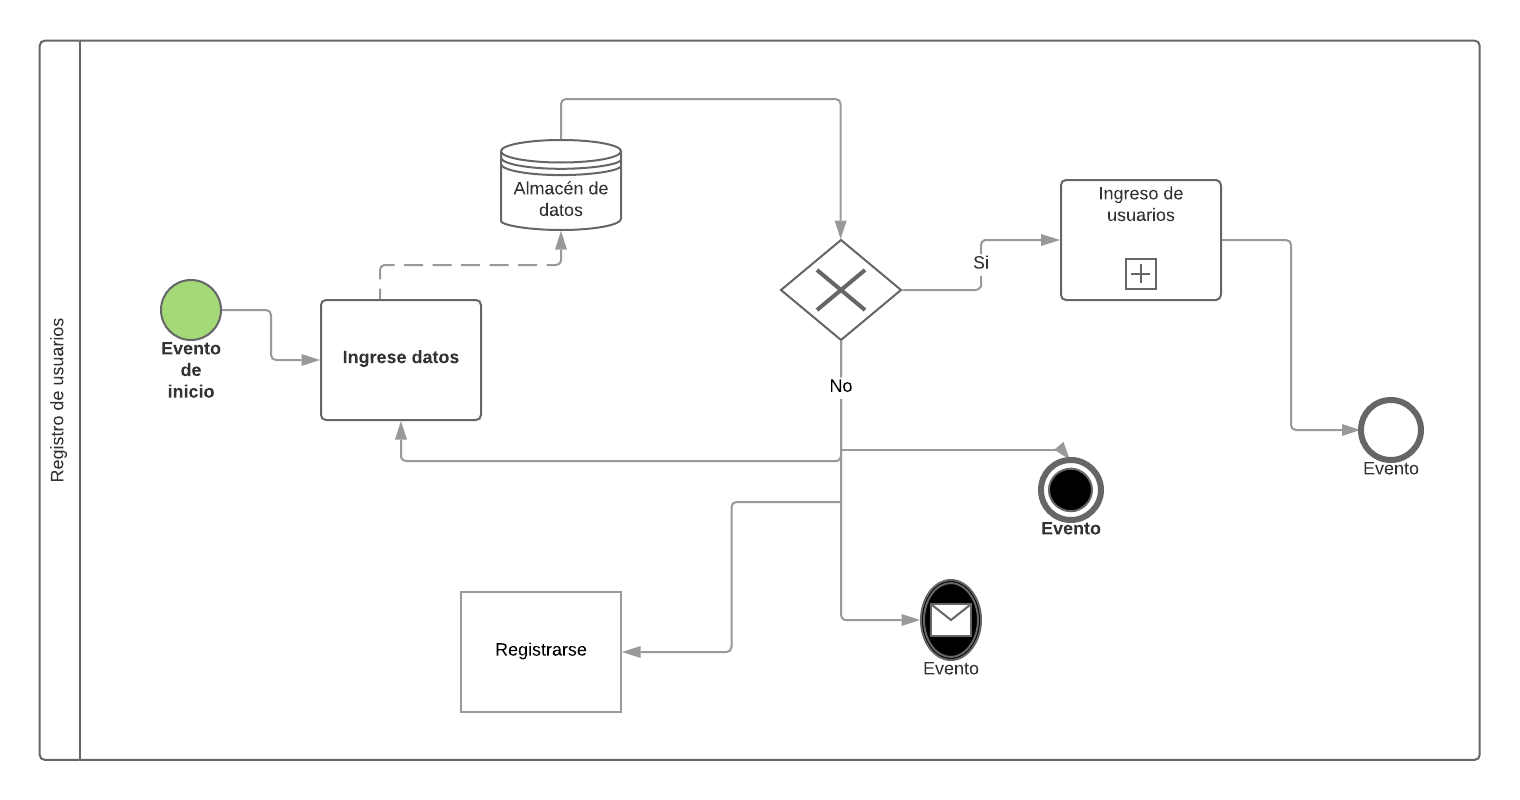 Registro de usuarios
Evento
de
inicio
Ingrese datos
Almacén de
datos
Si
No
Ingreso de
usuarios
Evento
Evento
Registrarse
Evento